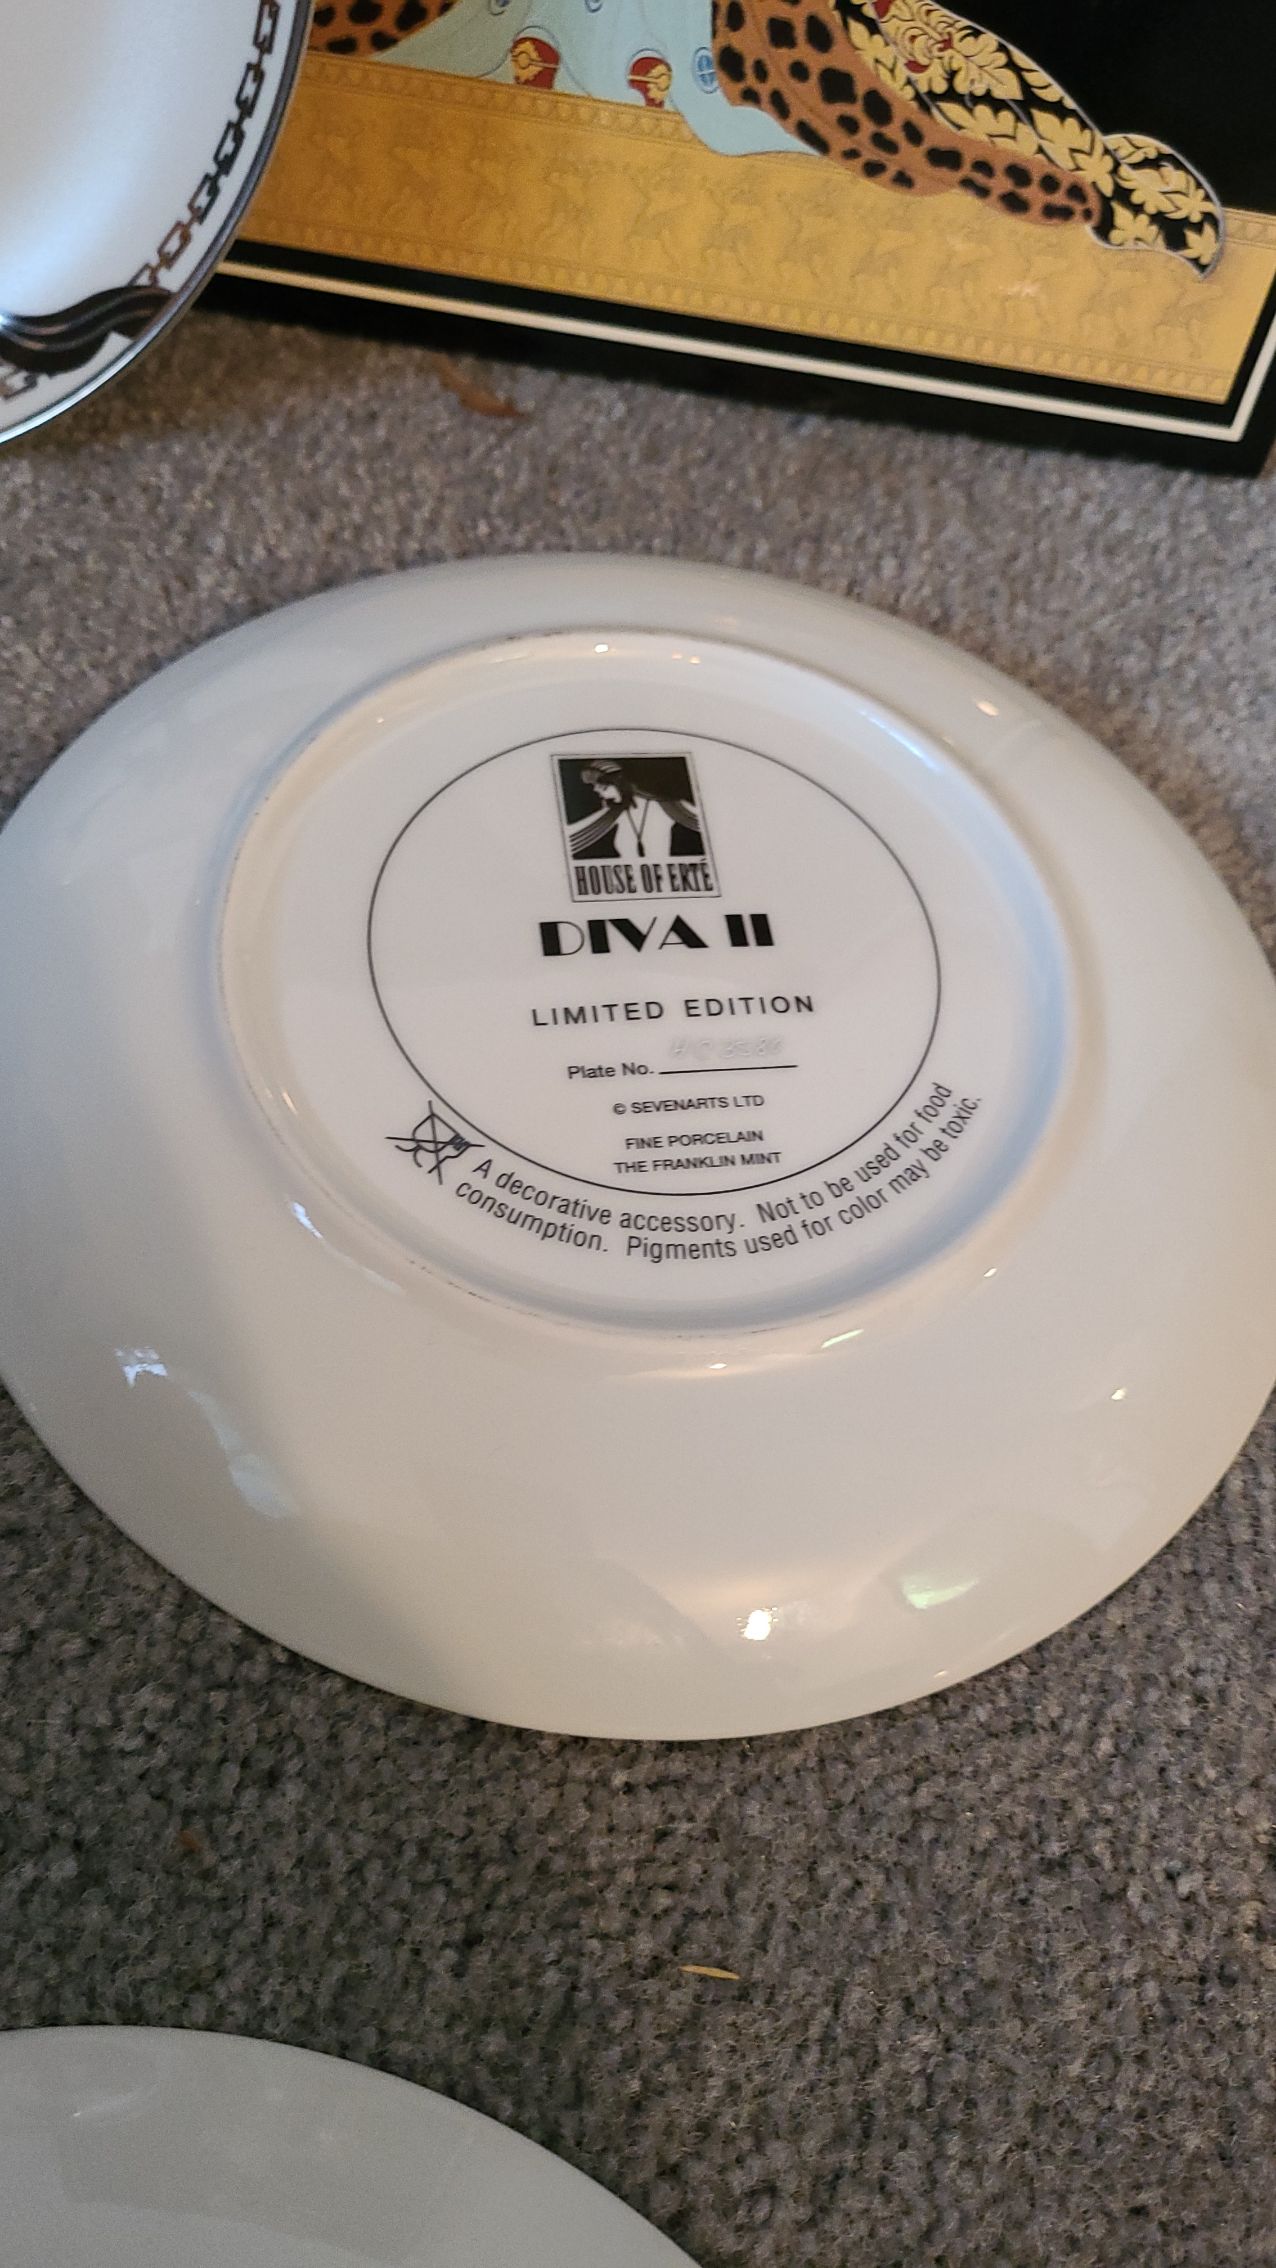 HOUSE OF ERTÉ
DIVA II
LIMITED EDITION
Plate No.
© SEVENARTS LTD
FINE PORCELAIN
THE FRANKLIN MINT
A decorative accessory. Not to be used for food
consumption. Pigments used for color may be toxic.